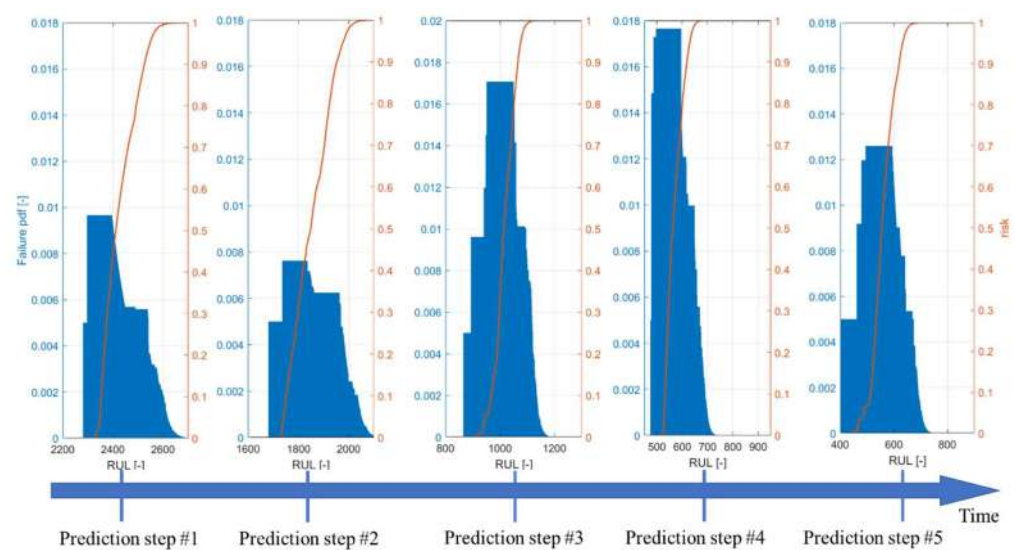 0.018 1 0.018 1 0.02 1 0.018 1 0.018 1
0.016 0.9 0.016 0.9 0.018 0.9 0.016 0.9 0.016 0.9
0.014 0.8 0.014 0.8 0.016 0.8 0.014 0.8 0.014 0.8
0.012 0.7 0.012 0.7 0.014 0.7 0.012 0.7 0.012 0.7
0.01 0.6 0.01 0.6 0.012 0.6 0.01 0.6 0.01 0.6
Failure pdf [-] 0.008 0.5 0.008 0.5 0.01 0.5 0.008 0.5 0.008 0.5 risk
0.006 0.4 0.006 0.4 0.008 0.4 0.006 0.4 0.006 0.4
0.004 0.3 0.004 0.3 0.006 0.3 0.004 0.3 0.004 0.3
0.002 0.2 0.002 0.2 0.004 0.2 0.002 0.2 0.002 0.2
0.1 0.1 0.002 0.1 0.1 0.1
0 0 0 0 0 0 0 0 0 0
2200 2400 2600 1600 1800 2000 800 1000 1200 500 600 700 800 900 400 600 800
RUL [-] RUL [-] RUL [-] RUL [-] RUL [-]
Time
Prediction step #1 Prediction step #2 Prediction step #3 Prediction step #4 Prediction step #5